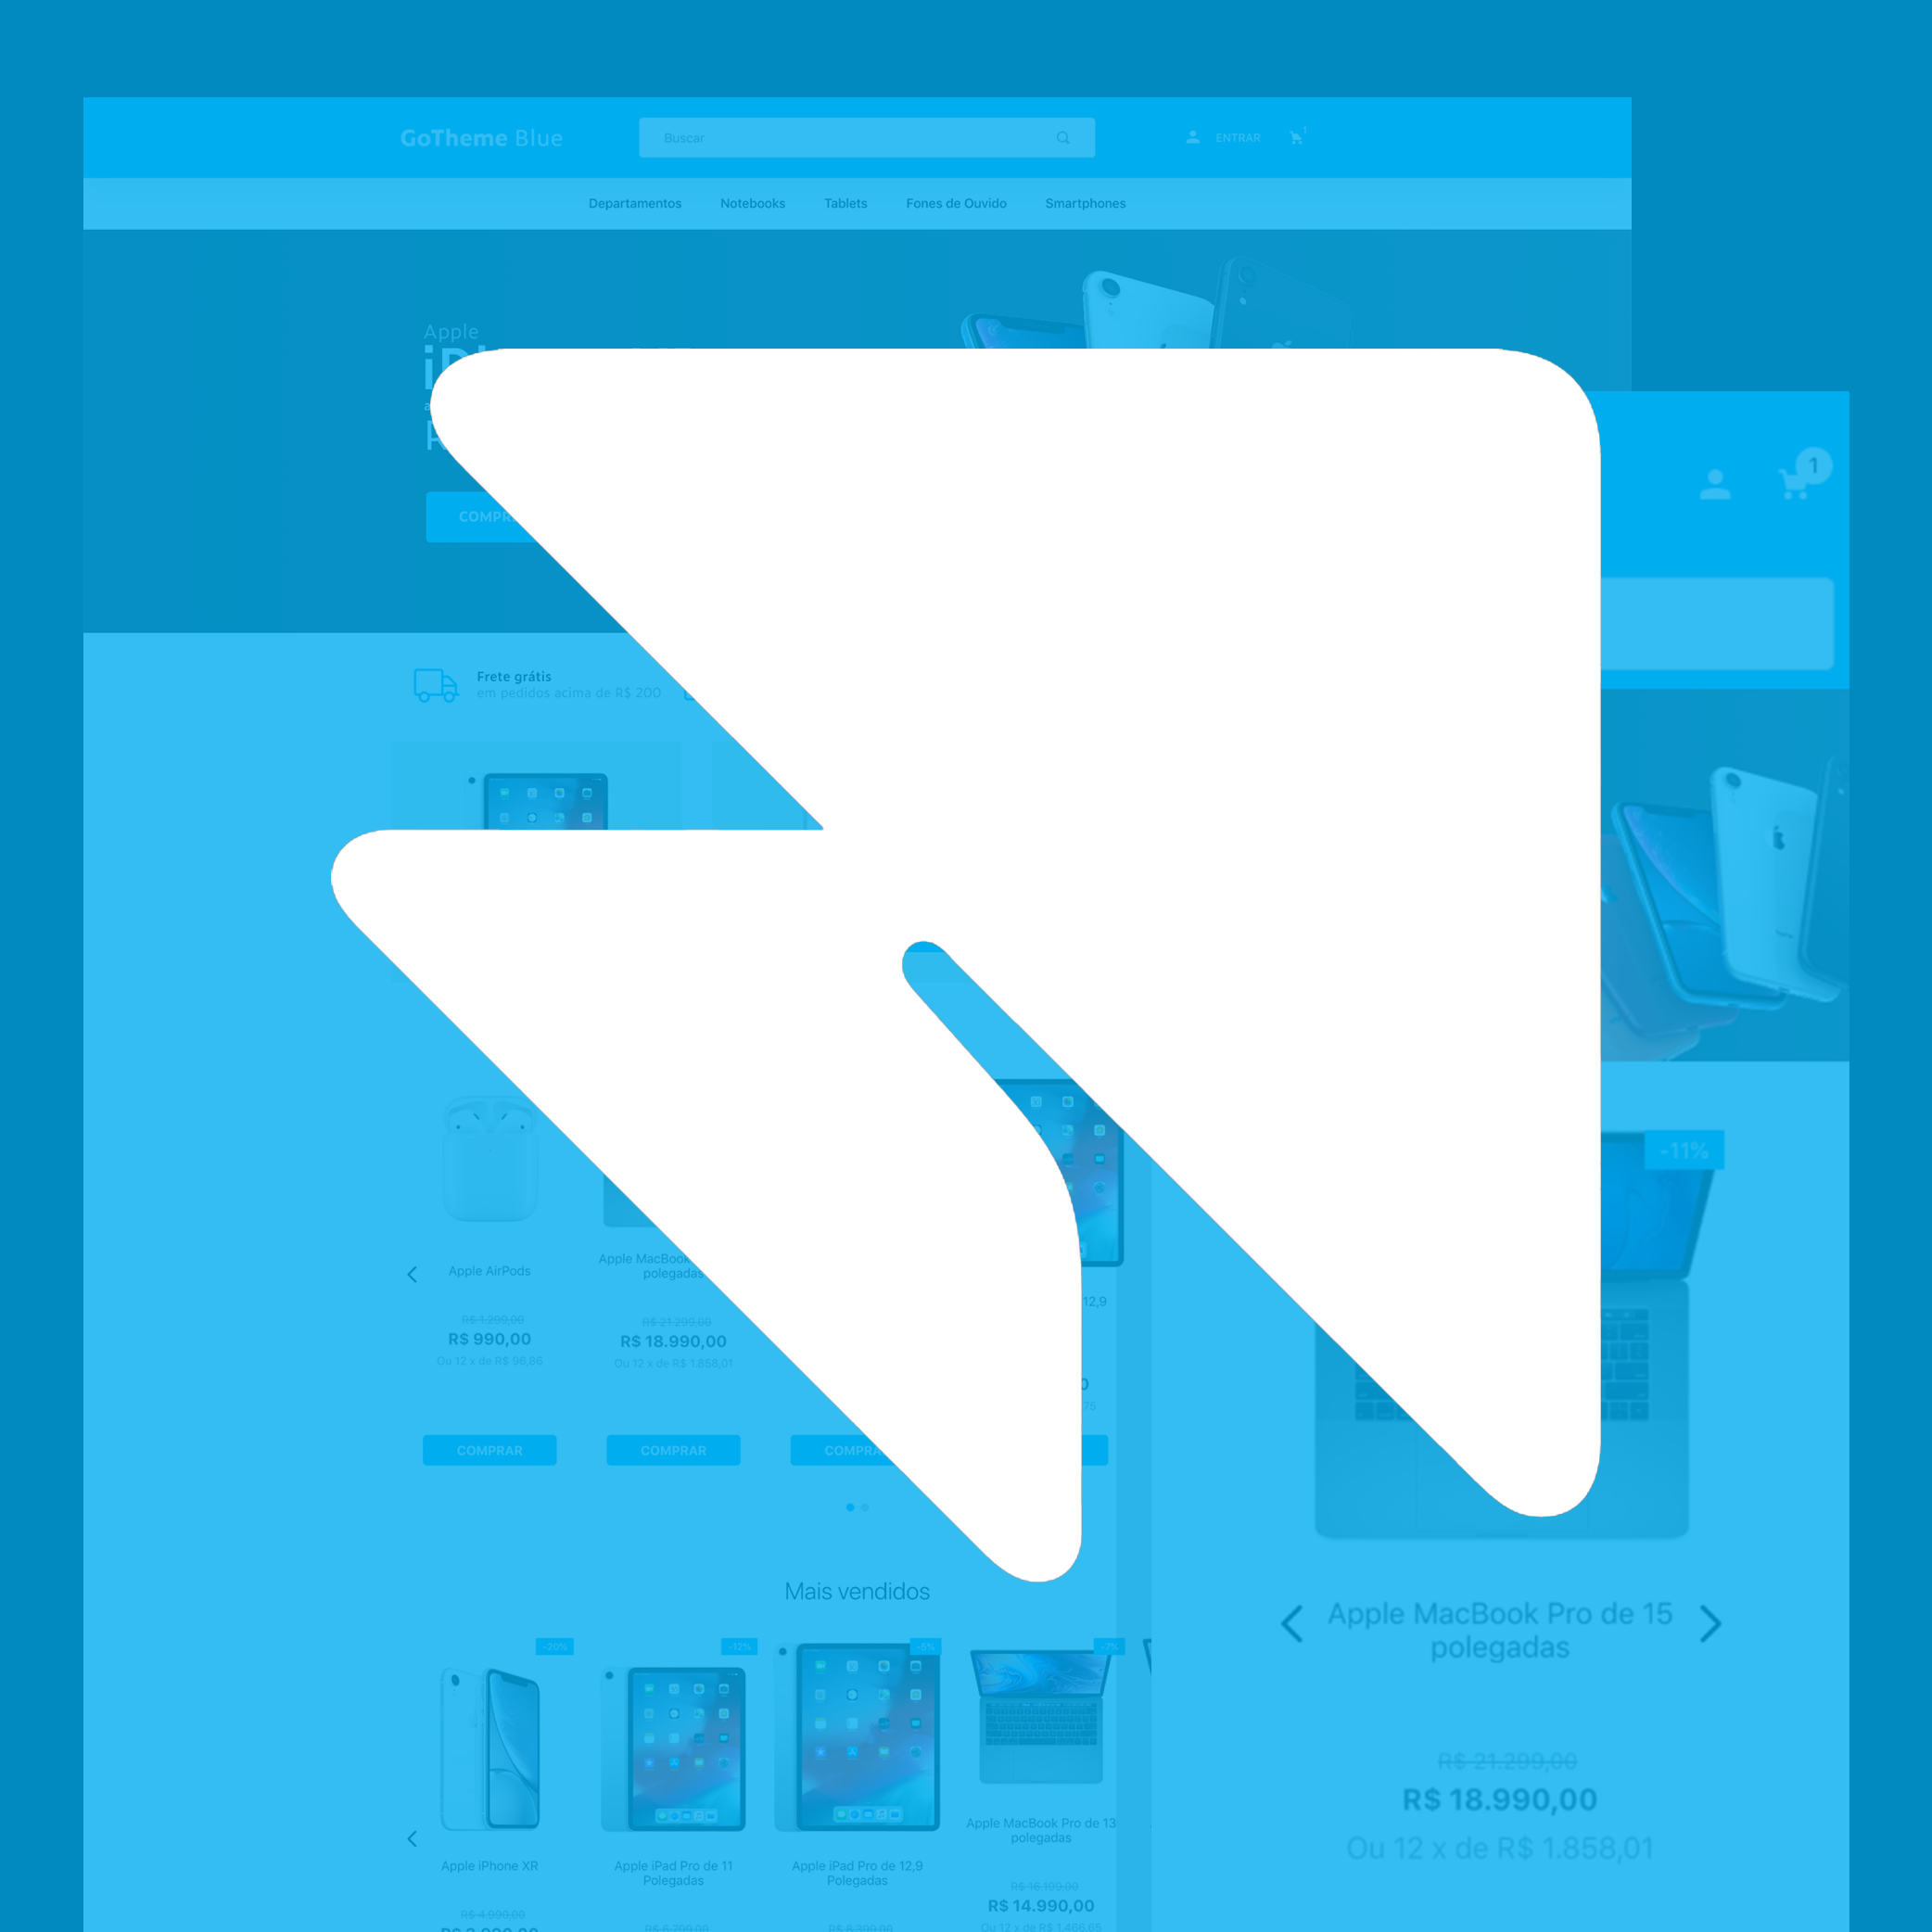 GoTheme Blue
Buscar
ENTRAR
1
Departamentos Notebooks Tablets Fones de Ouvido Smartphones
Apple
COMPR
1
Frete grátis
em pedidos acima de R$ 200
-11%
Apple AirPods
R$ 1.299,00
R$ 990,00
Ou 12 x de R$ 96,86
COMPRAR
Apple MacBook
polegadas
R$ 21.299,00
R$ 18.990,00
Ou 12 x de R$ 1.858,01
COMPRAR
COMPRA
12,9
Mais vendidos
-20%
Apple iPhone XR
R$ 4.990,00
-12%
Apple iPad Pro de 11
Polegadas
R$ 6.799,00
-5%
Apple iPad Pro de 12,9
Polegadas
R$ 8.399,00
-7%
Apple MacBook Pro de 13
polegadas
R$ 16.199,00
R$ 14.990,00
Ou 12 x de R$ 1.466,65
Apple MacBook Pro de 15
polegadas
R$ 21.299,00
R$ 18.990,00
Ou 12 x de R$ 1.858,01